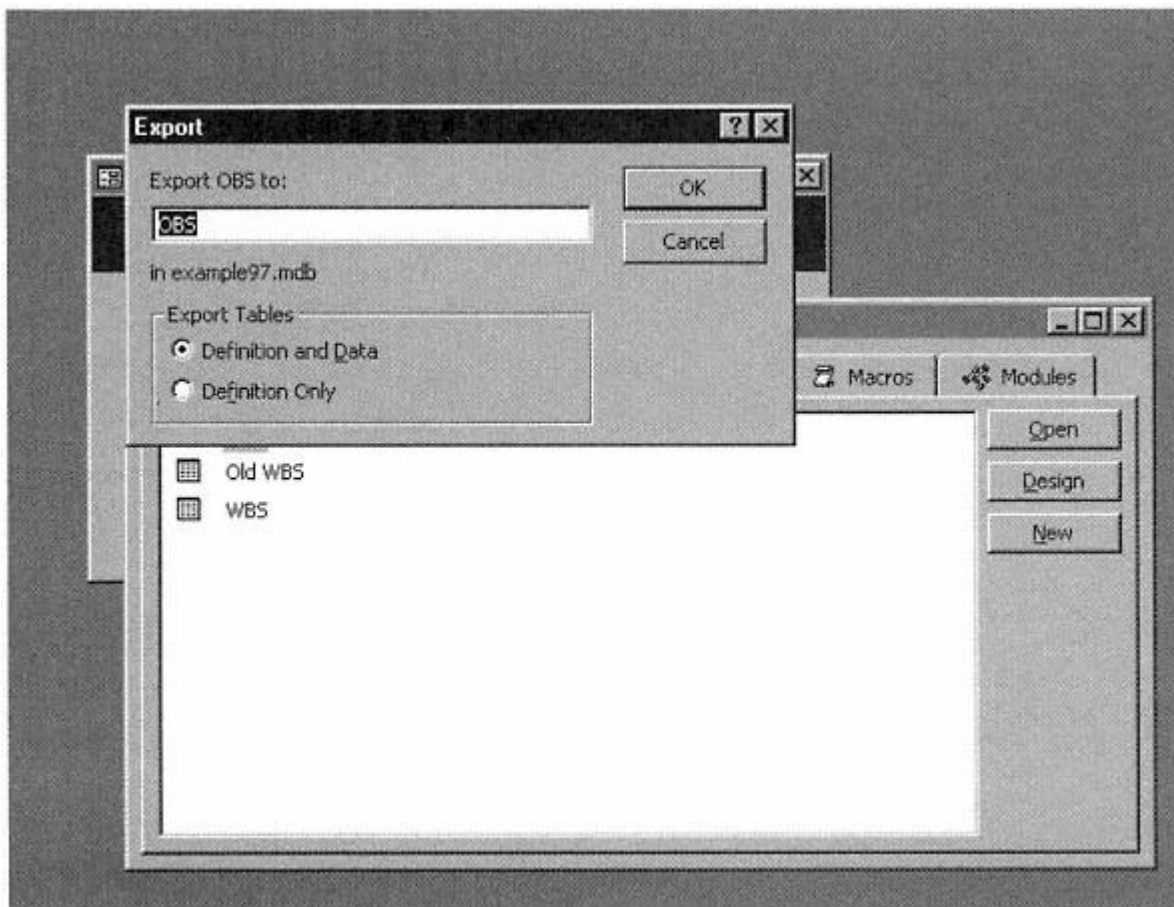 Export
Export OBS to:
OBS
in example97.mdb
OK
Cancel
Export Tables
Definition and Data
Definition Only
Macros
Modules
Old WBS
WBS
Open
Design
New